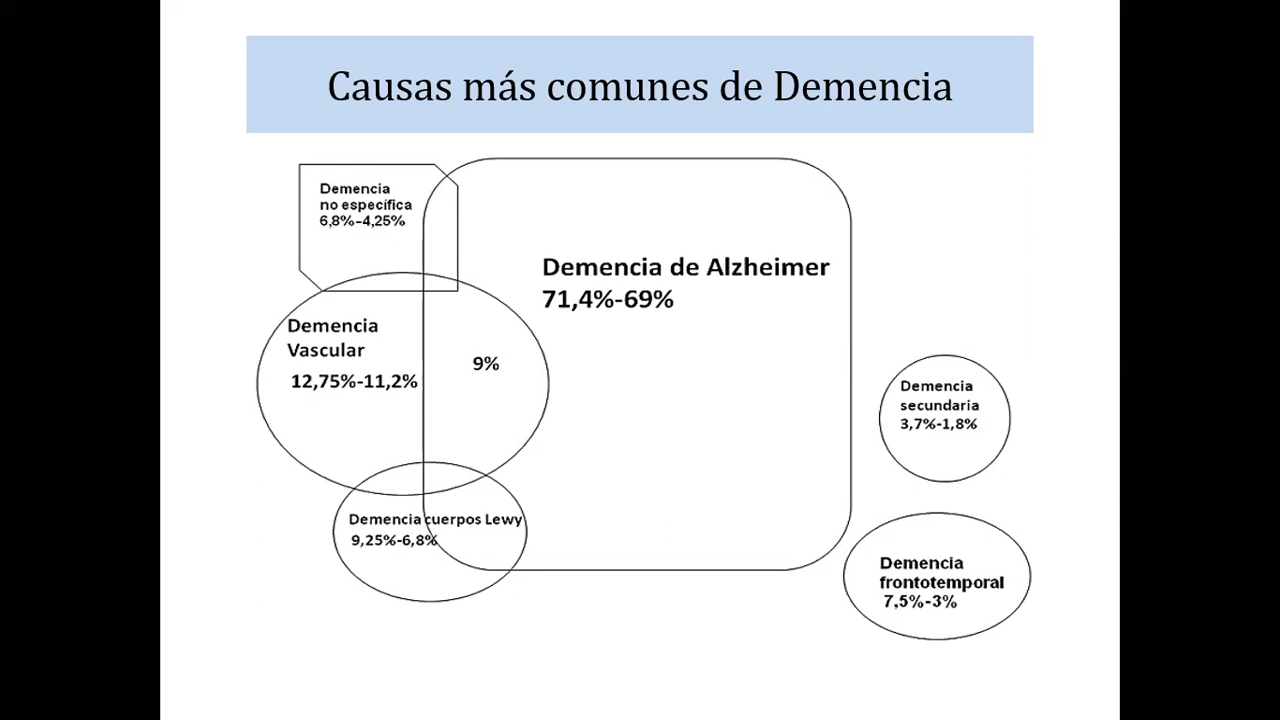 Causas más comunes de Demencia
Demencia
no específica
6,8%-4,25%
Demencia de Alzheimer
71,4%-69%
Demencia
Vascular
12,75%-11,2%
9%
Demencia
secundaria
3,7%-1,8%
Demencia cuerpos Lewy
9,25%-6,8%
Demencia
frontotemporal
7,5%-3%